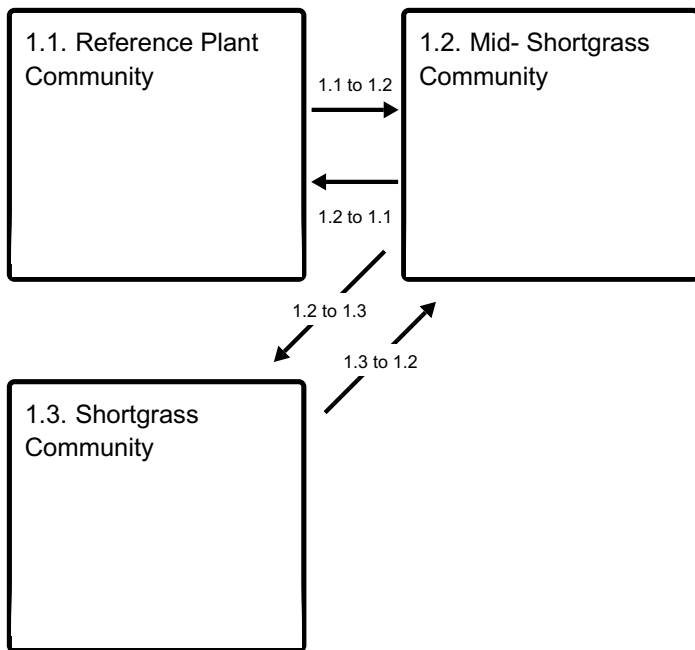 1.1. Reference Plant
Community
1.1 to 1.2
1.2. Mid- Shortgrass
Community
1.2 to 1.1
1.2 to 1.3
1.3 to 1.2
1.3. Shortgrass
Community